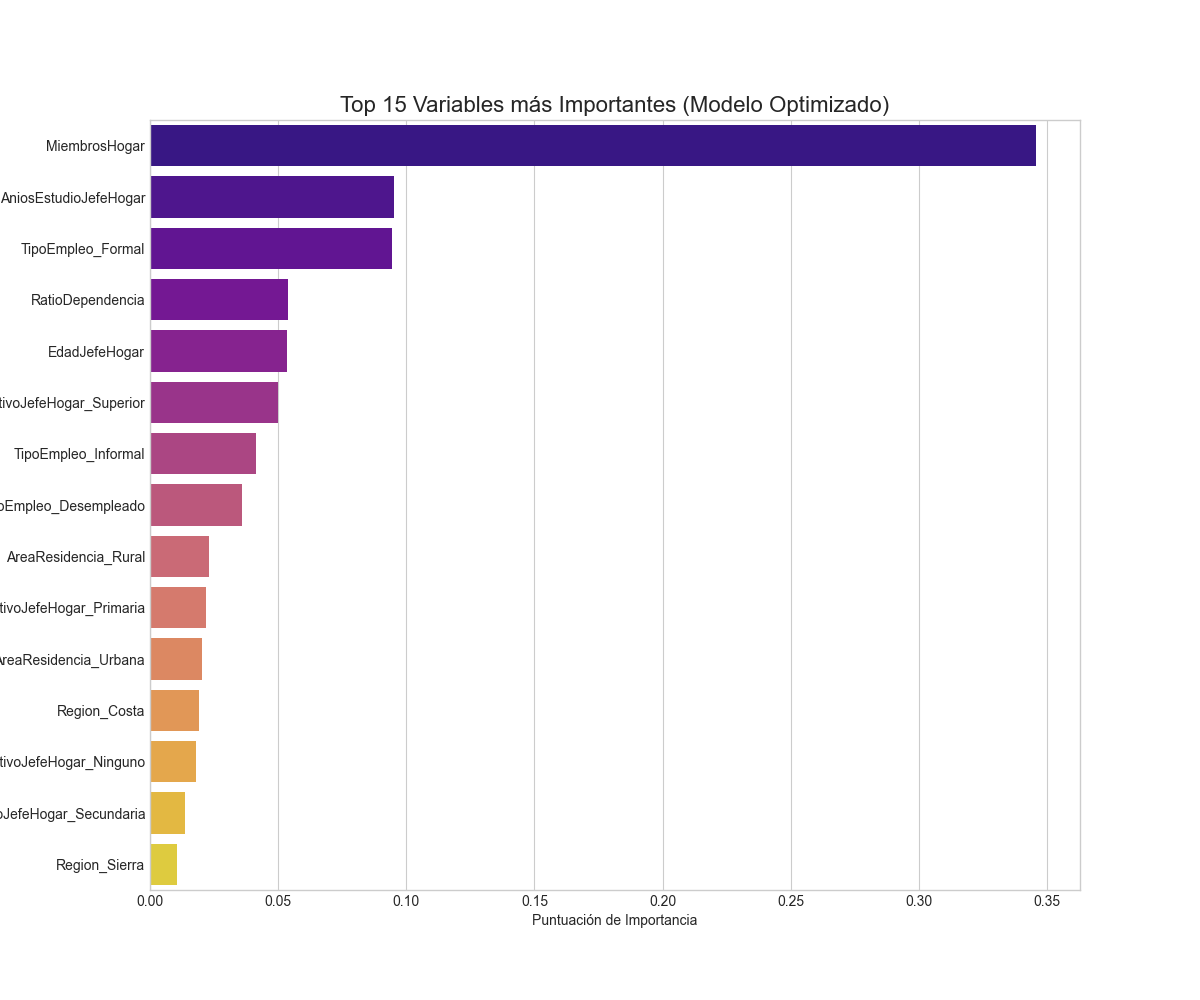 Top 15 Variables más Importantes (Modelo Optimizado)
MiembrosHogar
AniosEstudioJefeHogar
TipoEmpleo_Formal
RatioDependencia
EdadJefeHogar
tivoJefeHogar_Superior
TipoEmpleo_Informal
oEmpleo_Desempleado
AreaResidencia_Rural
tivoJefeHogar_Primaria
AreaResidencia_Urbana
Region_Costa
tivoJefeHogar_Ninguno
oJefeHogar_Secundaria
Region_Sierra
0.00 0.05 0.10 0.15 0.20 0.25 0.30 0.35
Puntuación de Importancia